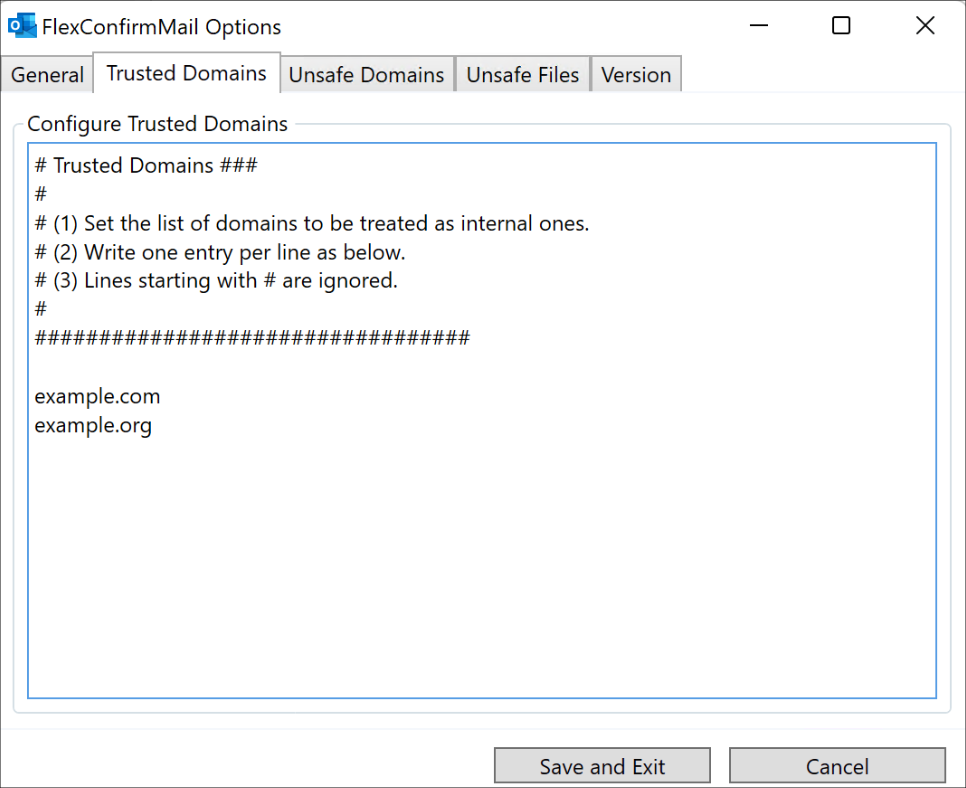 FlexConfirmMail Options
General Trusted Domains Unsafe Domains Unsafe Files Version
Configure Trusted Domains
# Trusted Domains ###
#
# (1) Set the list of domains to be treated as internal ones.
# (2) Write one entry per line as below.
# (3) Lines starting with # are ignored.
#
##################################
example.com
example.org
Save and Exit Cancel